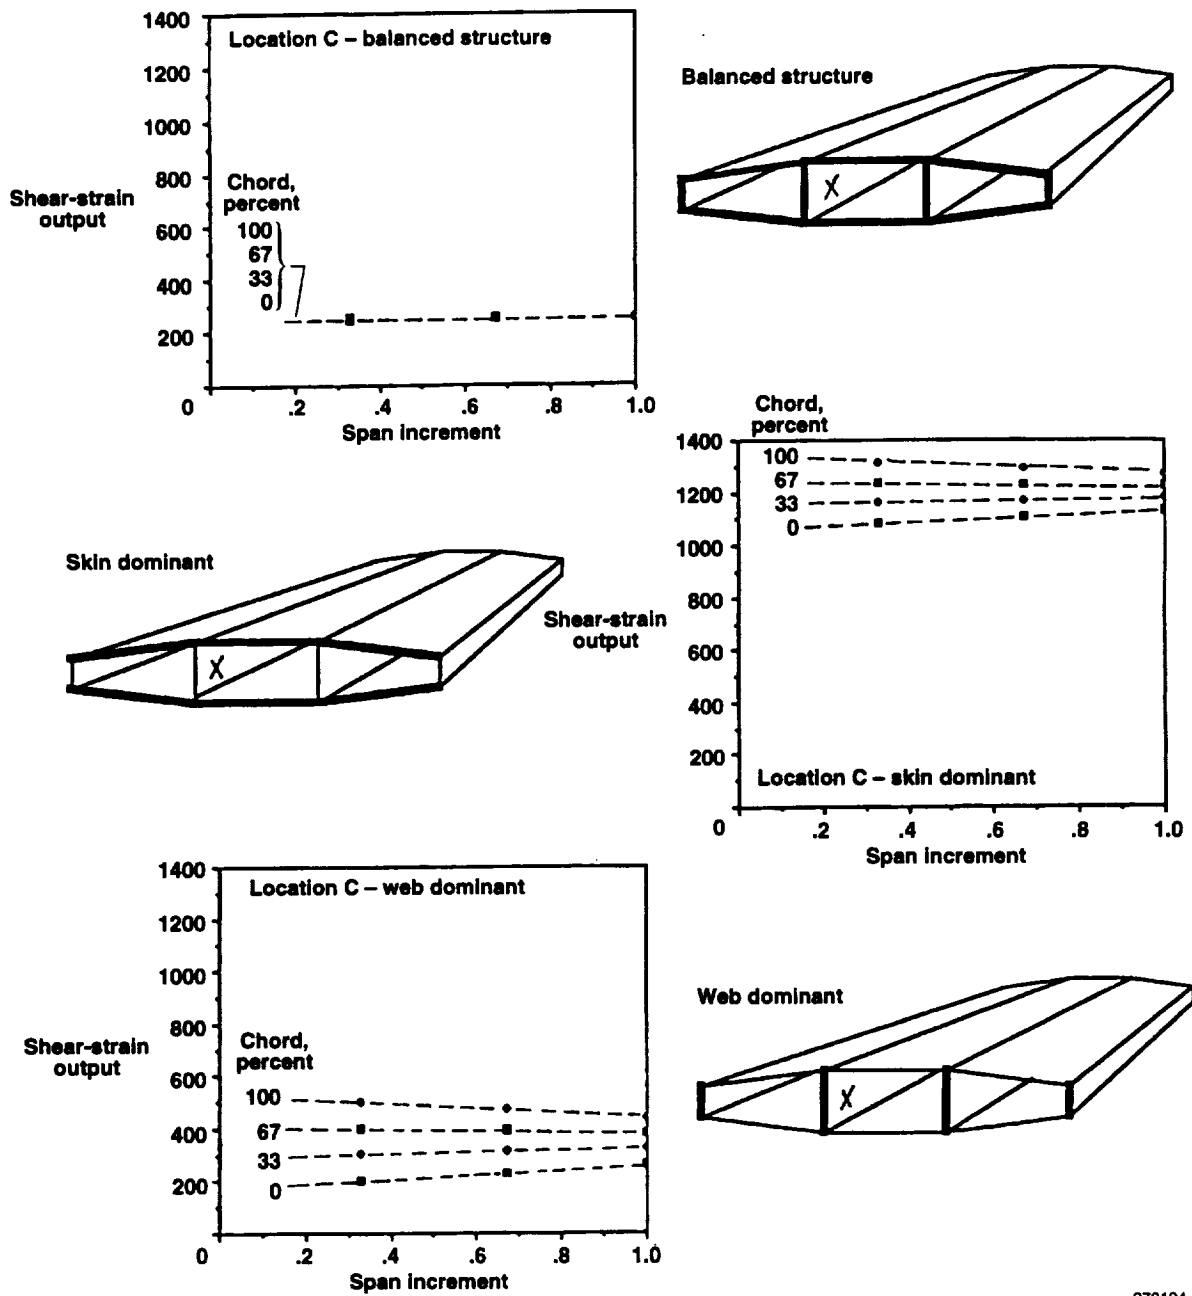 1400
Location C – balanced structure
1200
1000
800
600
400
200
Shear-strain
output
Chord,
percent
100
67
33
0
0
.2
.4
.6
.8
1.0
Span increment
Balanced structure
X
Chord,
percent
1400
1200
1000
800
600
400
200
100
67
33
0
Shear-strain
output
Location C – skin dominant
0
.2
.4
.6
.8
1.0
Span increment
Skin dominant
X
1400
Location C – web dominant
1200
1000
800
600
400
200
Shear-strain
output
Chord,
percent
100
67
33
0
0
.2
.4
.6
.8
1.0
Span increment
Web dominant
X